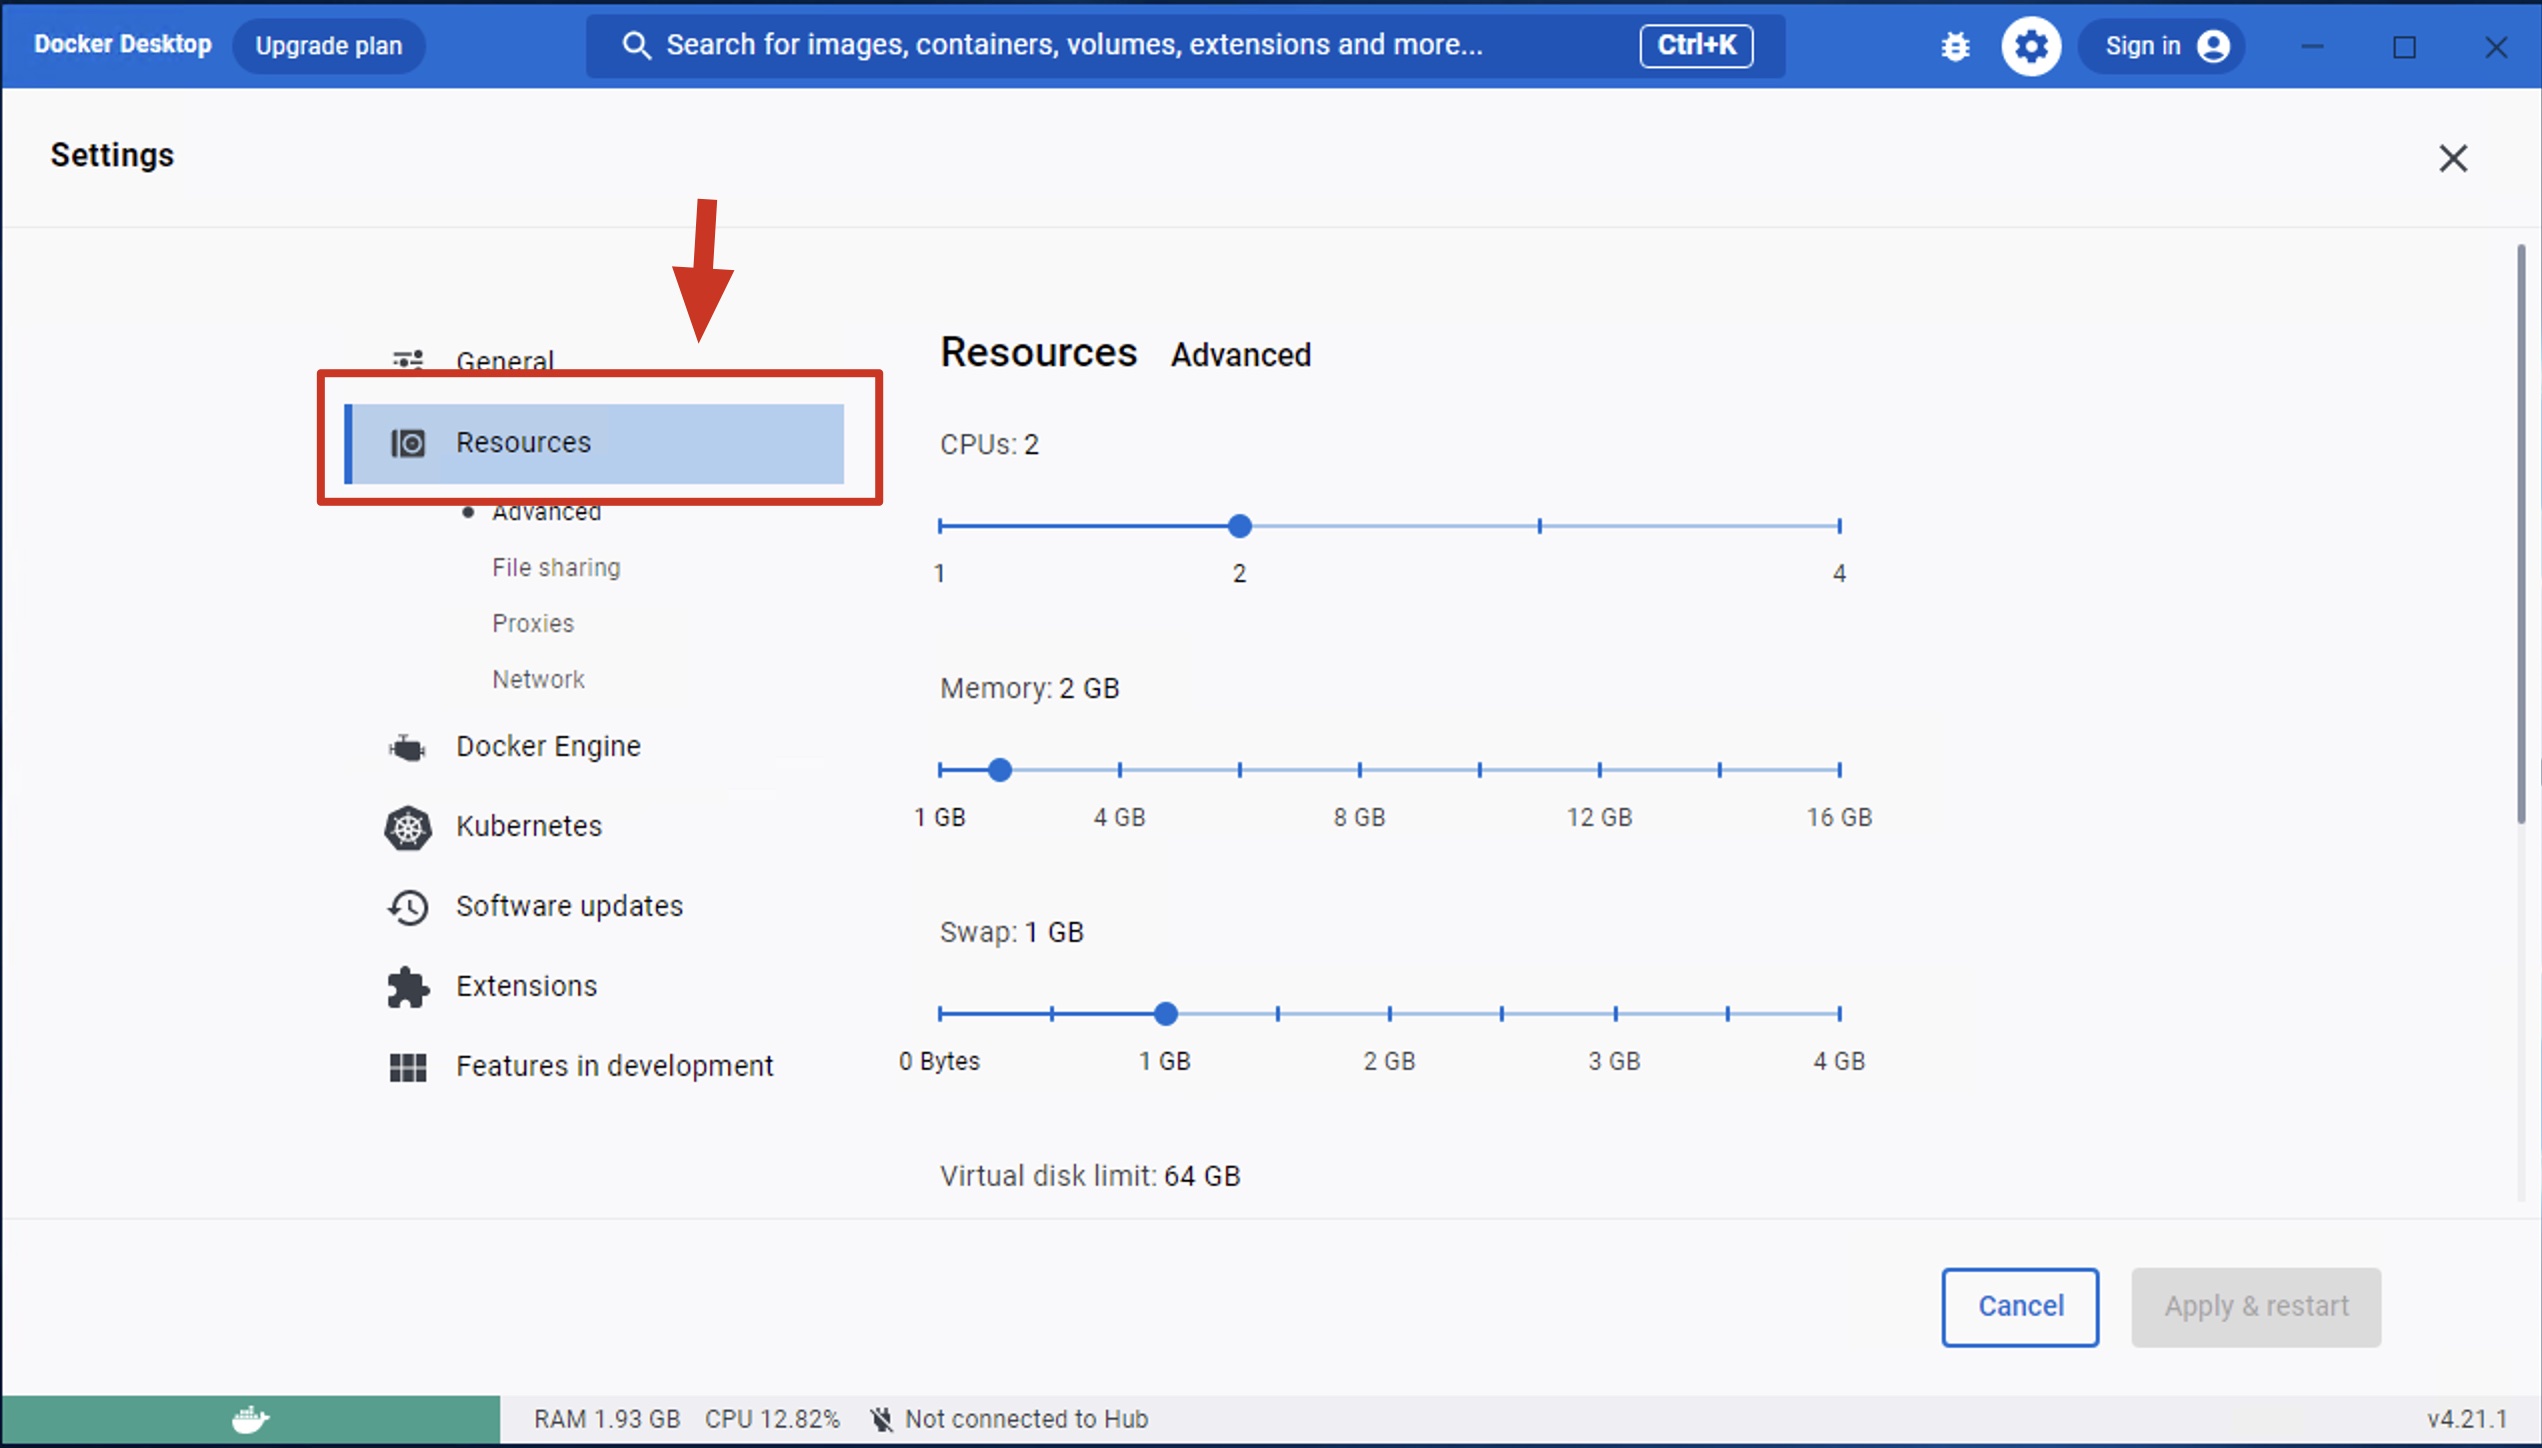 Docker Desktop
Upgrade plan
Search for images, containers, volumes, extensions and more...
Ctrl+K
Sign in
Settings
General
Resources
Advanced
File sharing
Proxies
Network
Docker Engine
Kubernetes
Software updates
Extensions
Features in development
Resources Advanced
CPUs: 2
1 2 4
Memory: 2 GB
1 GB 4 GB 8 GB 12 GB 16 GB
Swap: 1 GB
0 Bytes 1 GB 2 GB 3 GB 4 GB
Virtual disk limit: 64 GB
Cancel
Apply & restart
RAM 1.93 GB CPU 12.82% Not connected to Hub
v4.21.1